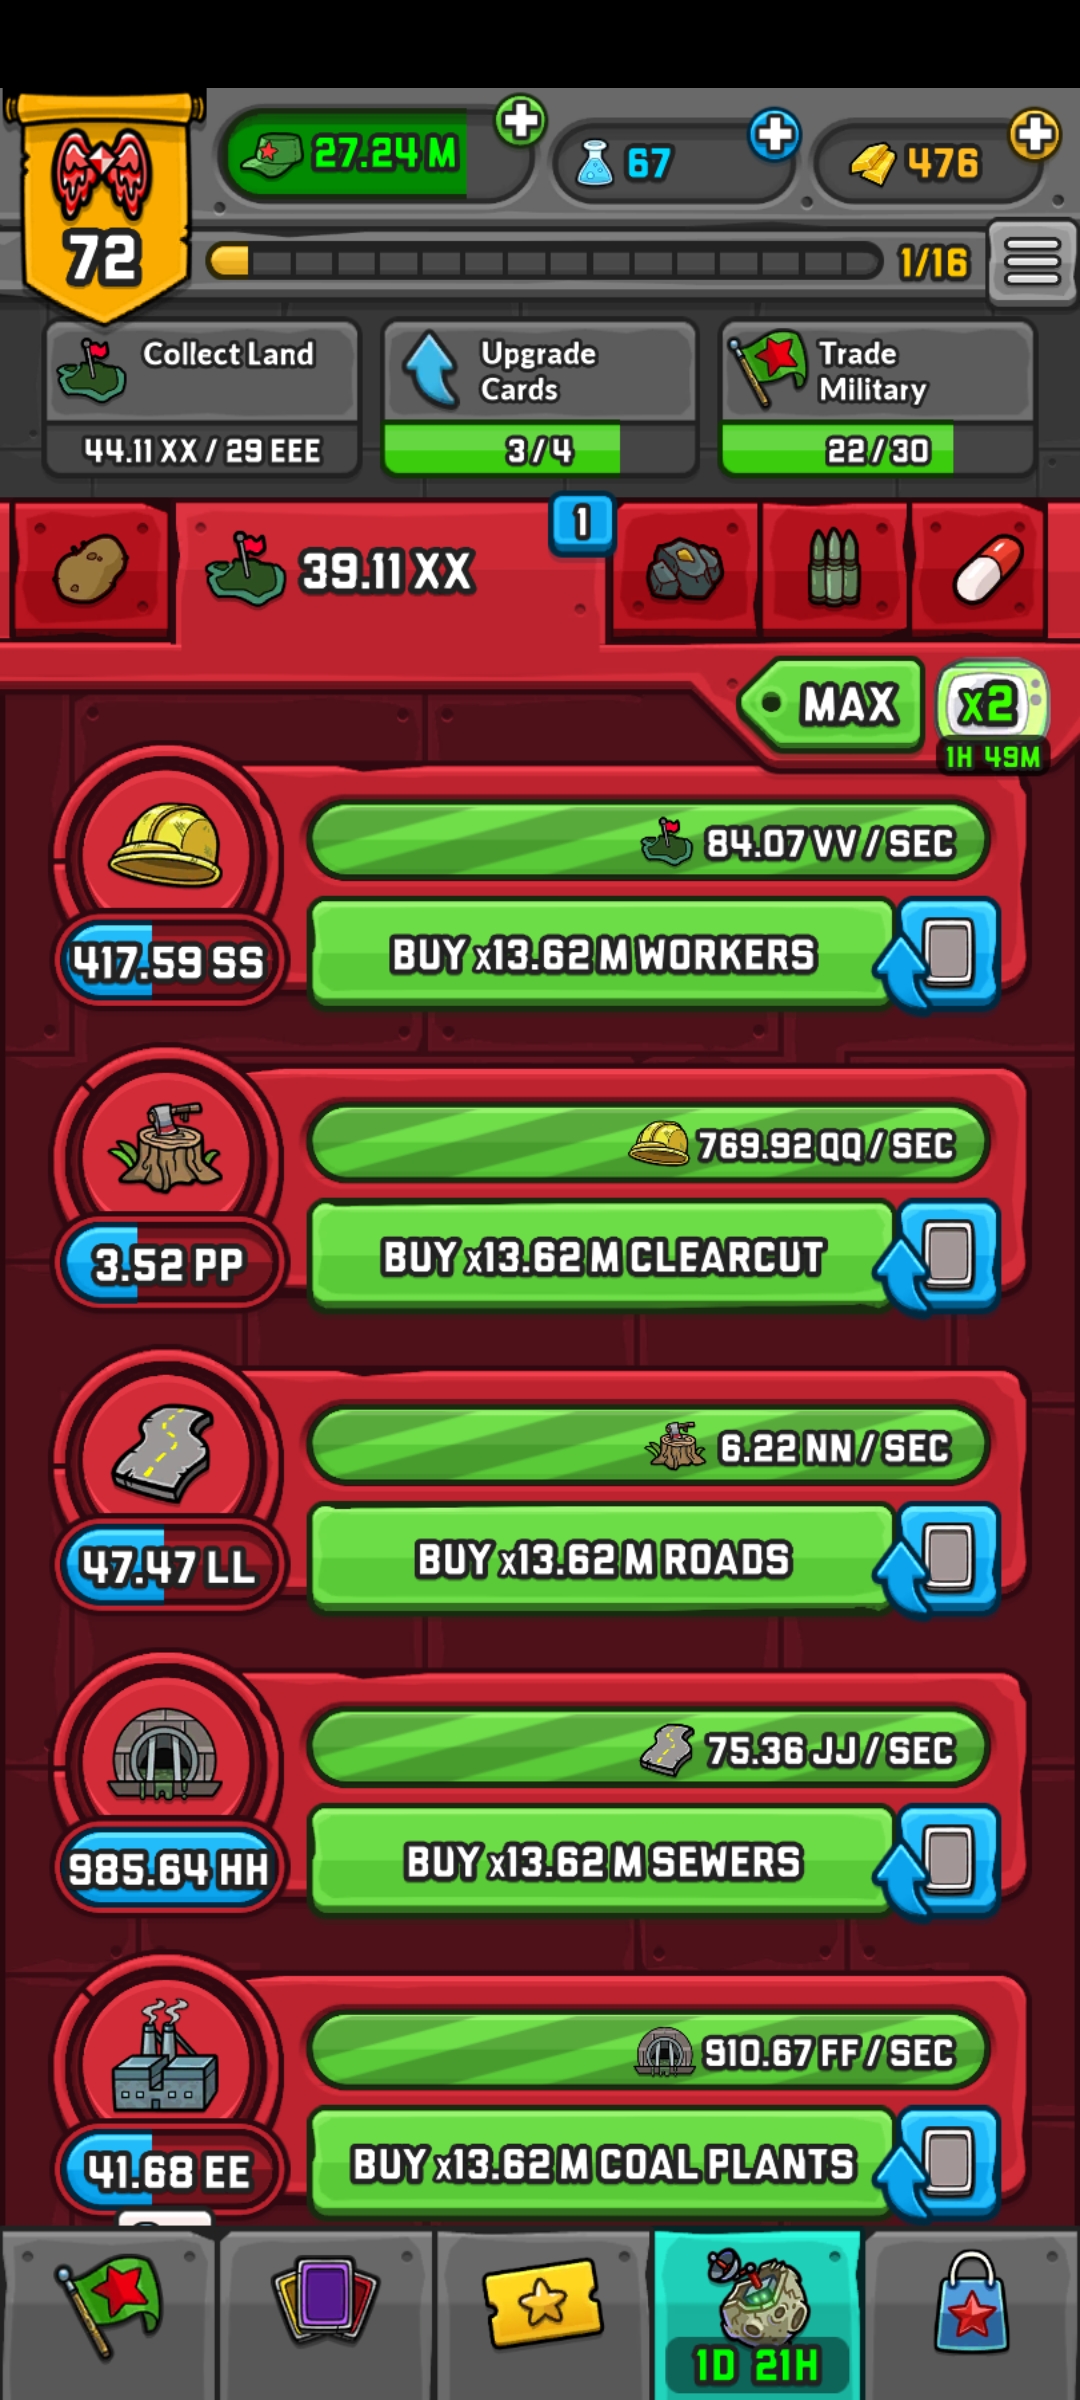 27.24 M
67
476
72
1/16
Collect Land
44.11 XX / 29 EEE
Upgrade
Cards
3/4
Trade
Military
22/30
39.11 XX
1
MAX
x2
1H 49M
84.07 VV / SEC
417.59 SS
BUY x13.62 M WORKERS
769.92 QQ / SEC
3.52 PP
BUY x13.62 M CLEARCUT
6.22 NN / SEC
47.47 LL
BUY x13.62 M ROADS
75.36 JJ / SEC
985.64 HH
BUY x13.62 M SEWERS
910.67 FF / SEC
41.68 EE
BUY x13.62 M COAL PLANTS
1D 21H